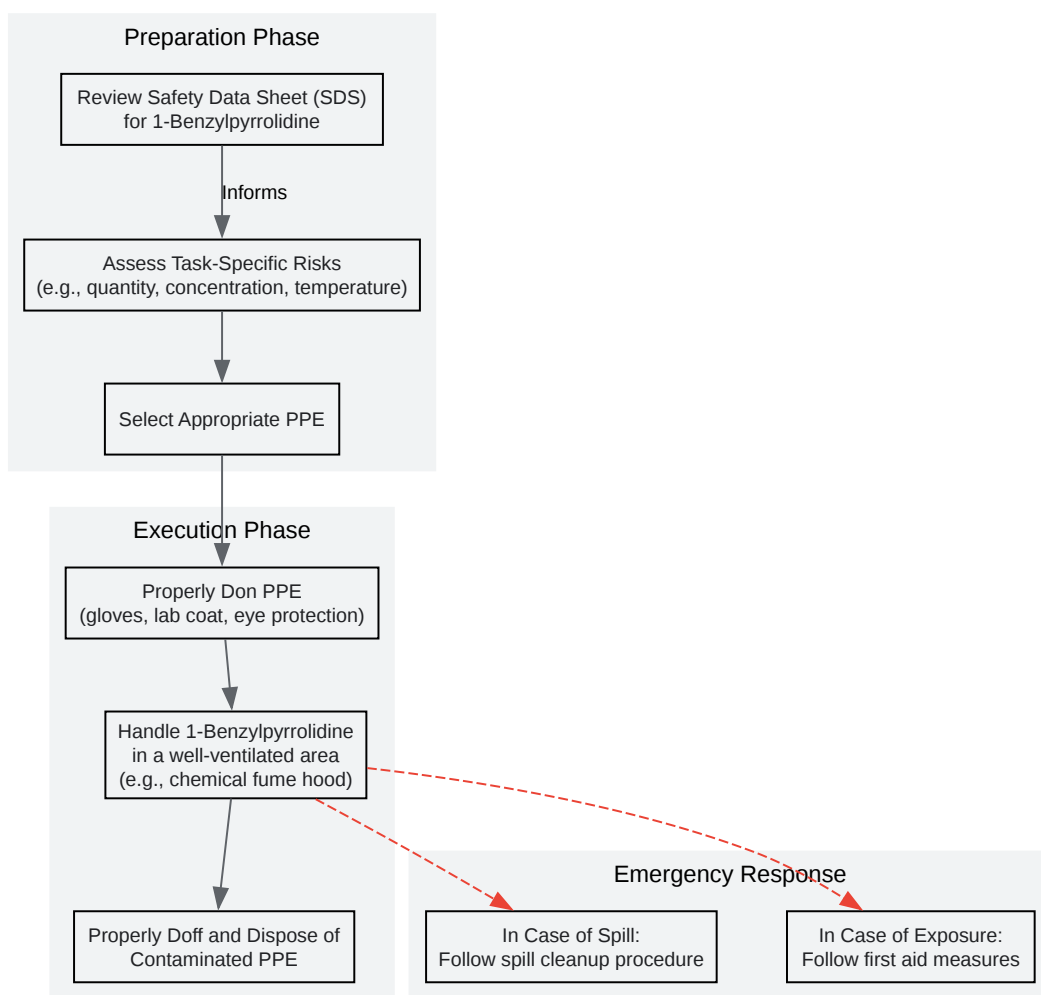 Preparation Phase
Review Safety Data Sheet (SDS)
for 1-Benzylpyrrolidine
Informs
Assess Task-Specific Risks
(e.g., quantity, concentration, temperature)
Select Appropriate PPE
Execution Phase
Properly Don PPE
(gloves, lab coat, eye protection)
Handle 1-Benzylpyrrolidine
in a well-ventilated area
(e.g., chemical fume hood)
Properly Doff and Dispose of
Contaminated PPE
Emergency Response
In Case of Spill:
Follow spill cleanup procedure
In Case of Exposure:
Follow first aid measures